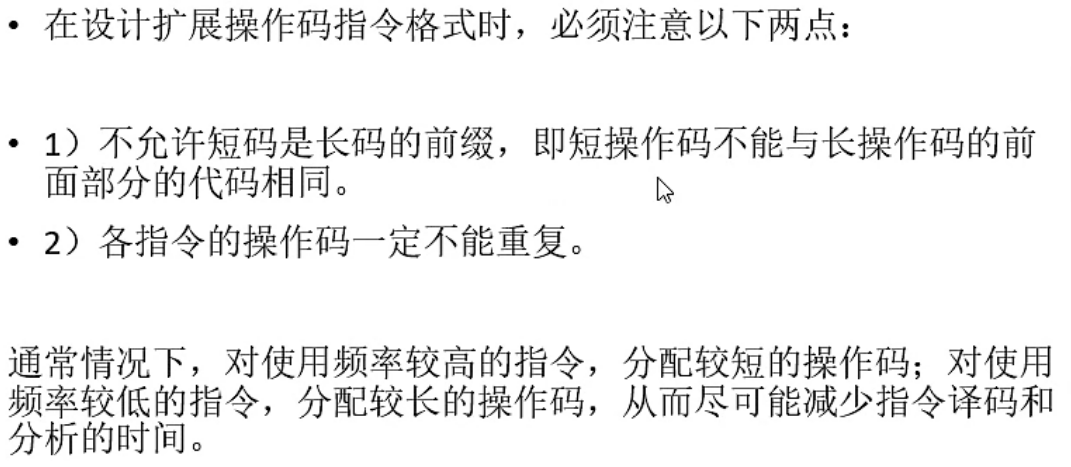 • 在设计扩展操作码指令格式时，必须注意以下两点：
• 1）不允许短码是长码的前缀，即短操作码不能与长操作码的前
面部分的代码相同。
• 2）各指令的操作码一定不能重复。
通常情况下，对使用频率较高的指令，分配较短的操作码；对使用
频率较低的指令，分配较长的操作码，从而尽可能减少指令译码和
分析的时间。